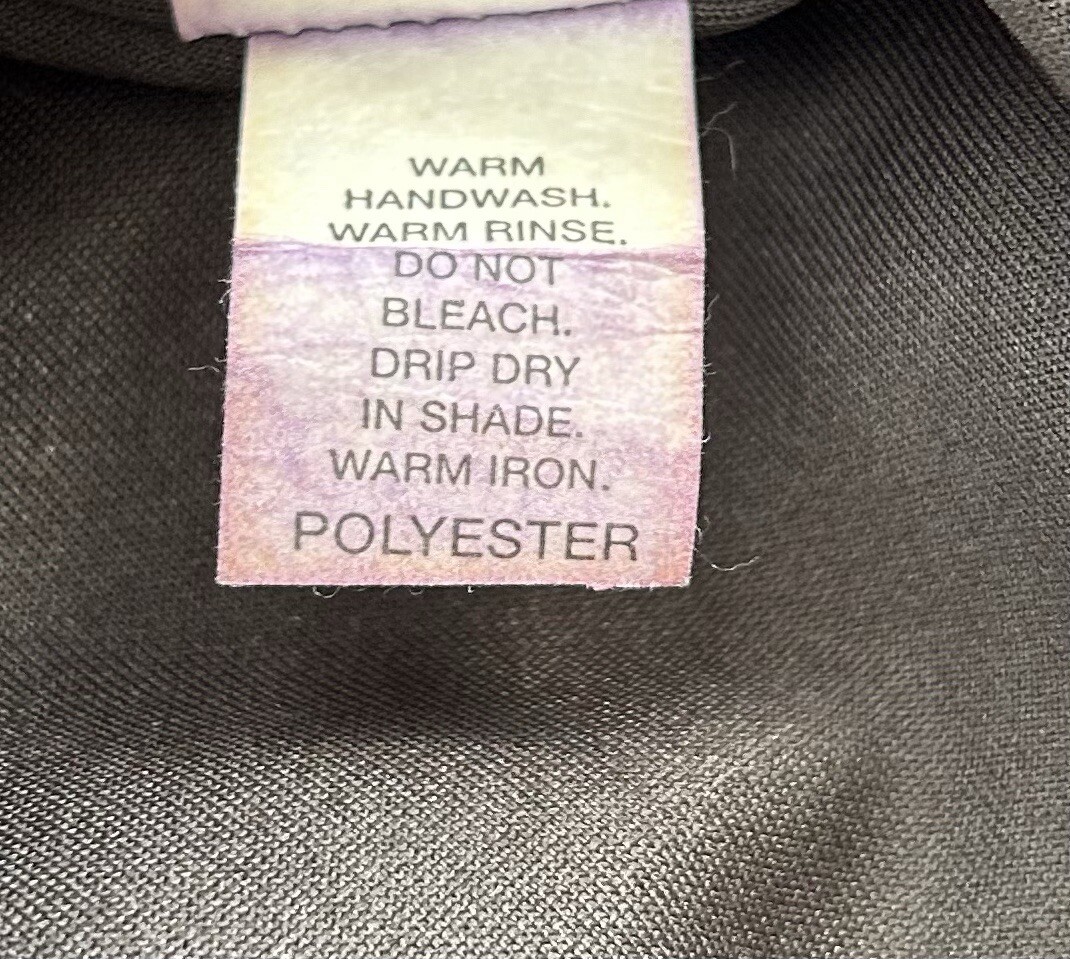 WARM
HANDWASH.
WARM RINSE.
DO NOT
BLEACH.
DRIP DRY
IN SHADE.
WARM IRON.
POLYESTER